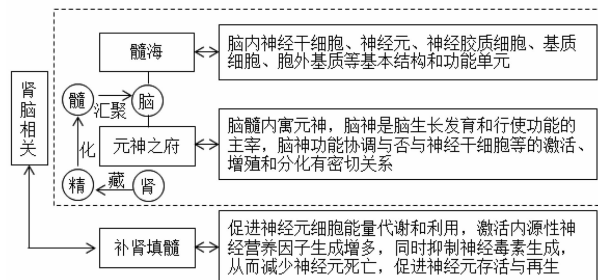 髓海
脑内神经干细胞、神经元、神经胶质细胞、基质
细胞、胞外基质等基本结构和功能单元
肾脑相关
髓
汇聚
脑
化
元神之府
脑髓内寓元神，脑神是脑生长发育和行使功能的
主宰，脑神功能协调与否与神经干细胞等的激活、
增殖和分化有密切关系
精
藏
肾
补肾填髓
促进神经元细胞能量代谢和利用，激活内源性神
经营养因子生成增多，同时抑制神经毒素生成，
从而减少神经元死亡，促进神经元存活与再生